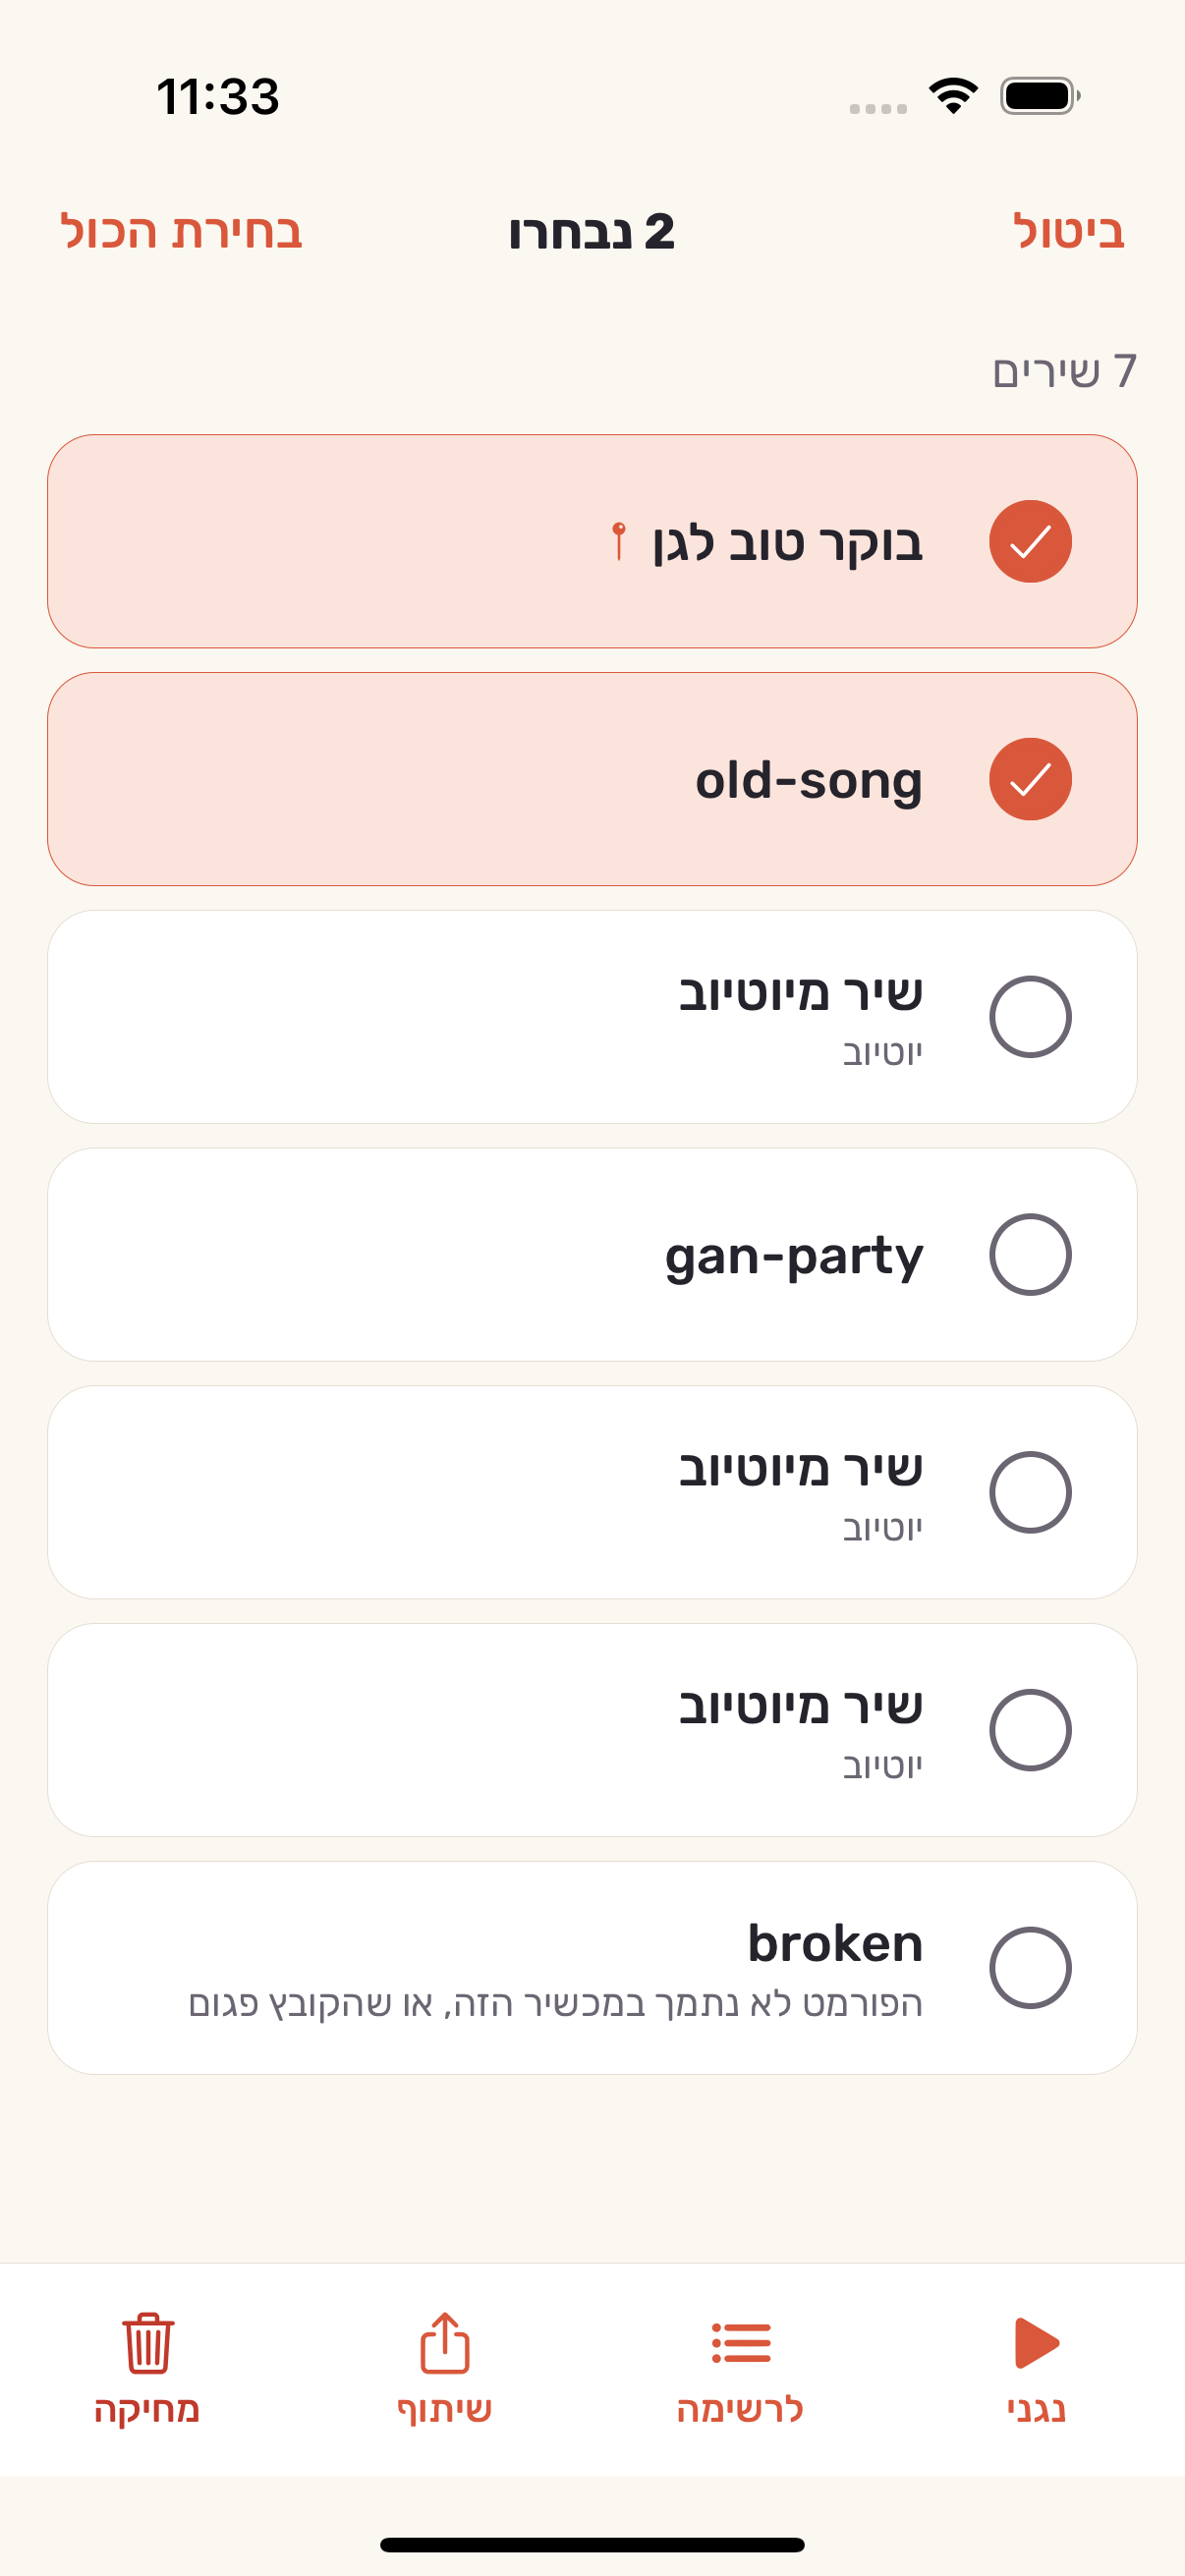 11:33
ביטול
2 נבחרו
בחירת הכול
7 שירים
בוקר טוב לגן
old-song
שיר מיוטיוב
יוטיוב
gan-party
שיר מיוטיוב
יוטיוב
שיר מיוטיוב
יוטיוב
broken
הפורמט לא נתמך במכשיר הזה, או שהקובץ פגום
נגני
לרשימה
שיתוף
מחיקה